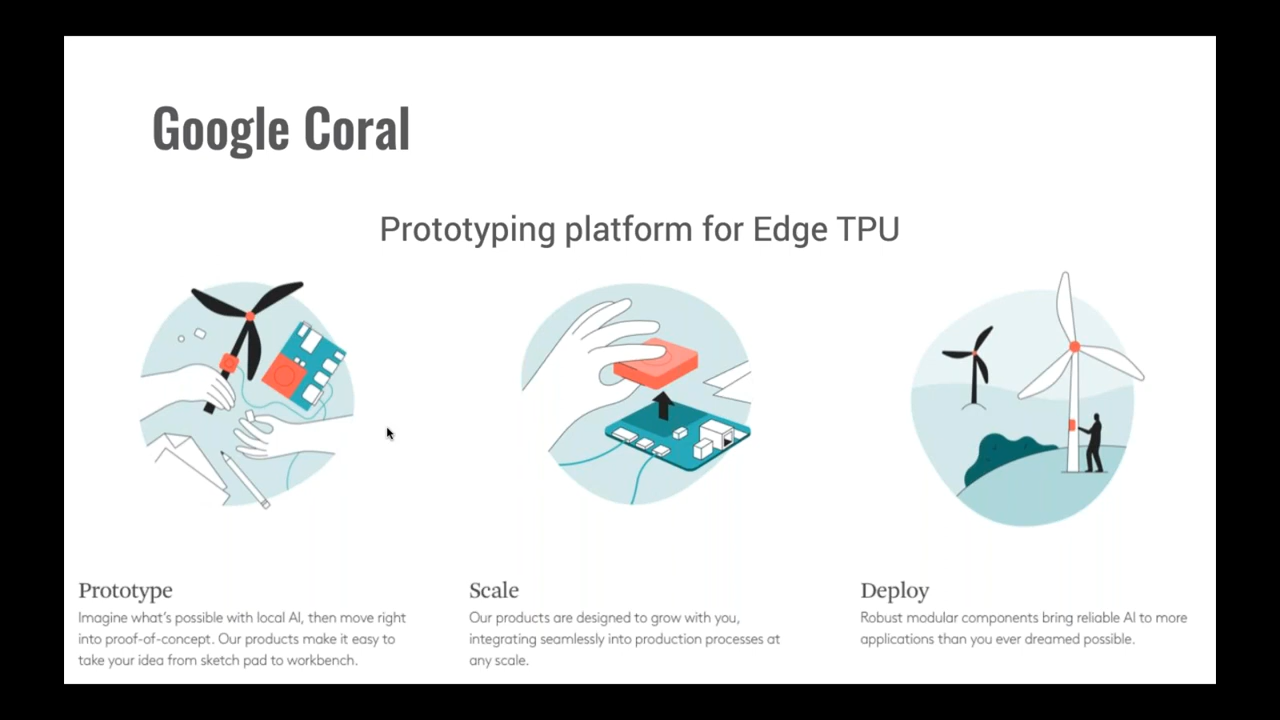 Google Coral
Prototyping platform for Edge TPU
Prototype
Imagine what's possible with local AI, then move right
into proof-of-concept. Our products make it easy to
take your idea from sketch pad to workbench.
Scale
Our products are designed to grow with you,
integrating seamlessly into production processes at
any scale.
Deploy
Robust modular components bring reliable AI to more
applications than you ever dreamed possible.